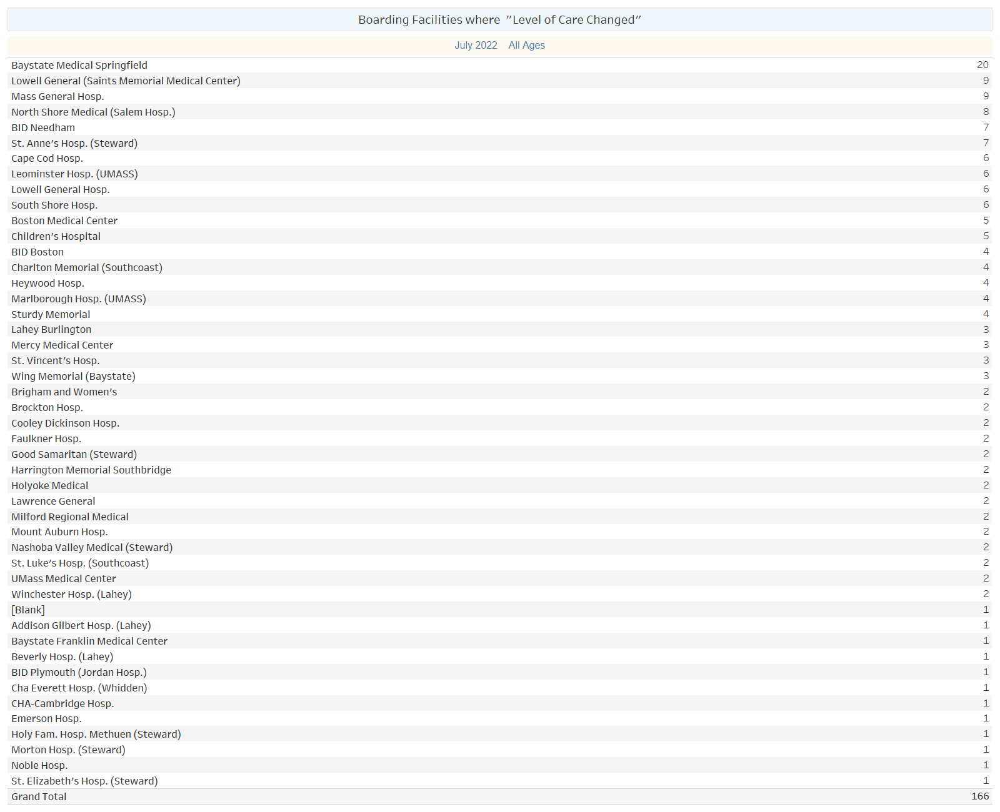 Boarding Facilities where "Level of Care Changed"
July 2022 All Ages
Baystate Medical Springfield 20
Lowell General (Saints Memorial Medical Center) 9
Mass General Hosp. 9
North Shore Medical (Salem Hosp.) 8
BID Needham 7
St. Anne's Hosp. (Steward) 7
Cape Cod Hosp. 6
Leominster Hosp. (UMASS) 6
Lowell General Hosp. 6
South Shore Hosp. 6
Boston Medical Center 5
Children's Hospital 5
BID Boston 4
Charlton Memorial (Southcoast) 4
Heywood Hosp. 4
Marlborough Hosp. (UMASS) 4
Sturdy Memorial 4
Lahey Burlington 3
Mercy Medical Center 3
St. Vincent's Hosp. 3
Wing Memorial (Baystate) 3
Brigham and Women's 2
Brockton Hosp. 2
Cooley Dickinson Hosp. 2
Faulkner Hosp. 2
Good Samaritan (Steward) 2
Harrington Memorial Southbridge 2
Holyoke Medical 2
Lawrence General 2
Milford Regional Medical 2
Mount Auburn Hosp. 2
Nashoba Valley Medical (Steward) 2
St. Luke's Hosp. (Southcoast) 2
UMass Medical Center 2
Winchester Hosp. (Lahey) 2
[Blank] 1
Addison Gilbert Hosp. (Lahey) 1
Baystate Franklin Medical Center 1
Beverly Hosp. (Lahey) 1
BID Plymouth (Jordan Hosp.) 1
Cha Everett Hosp. (Whidden) 1
CHA-Cambridge Hosp. 1
Emerson Hosp. 1
Holy Fam. Hosp. Methuen (Steward) 1
Morton Hosp. (Steward) 1
Noble Hosp. 1
St. Elizabeth's Hosp. (Steward) 1
Grand Total 166